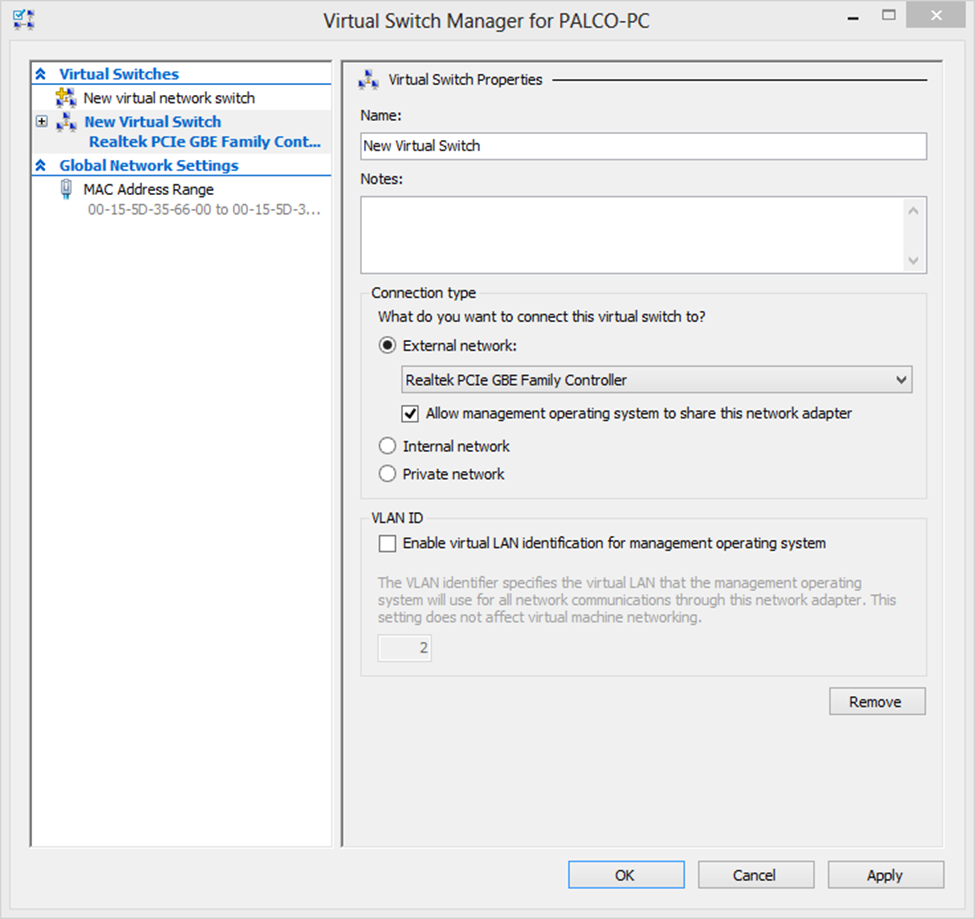 Virtual Switch Manager for PALCO-PC
Virtual Switches
New virtual network switch
New Virtual Switch
Realtek PCIe GBE Family Cont...
Global Network Settings
MAC Address Range
00-15-5D-35-66-00 to 00-15-5D-3...
Virtual Switch Properties
Name:
New Virtual Switch
Notes:
Connection type
What do you want to connect this virtual switch to?
External network:
Realtek PCIe GBE Family Controller
Allow management operating system to share this network adapter
Internal network
Private network
VLAN ID
Enable virtual LAN identification for management operating system
The VLAN identifier specifies the virtual LAN that the management operating
system will use for all network communications through this network adapter. This
setting does not affect virtual machine networking.
2
Remove
OK
Cancel
Apply